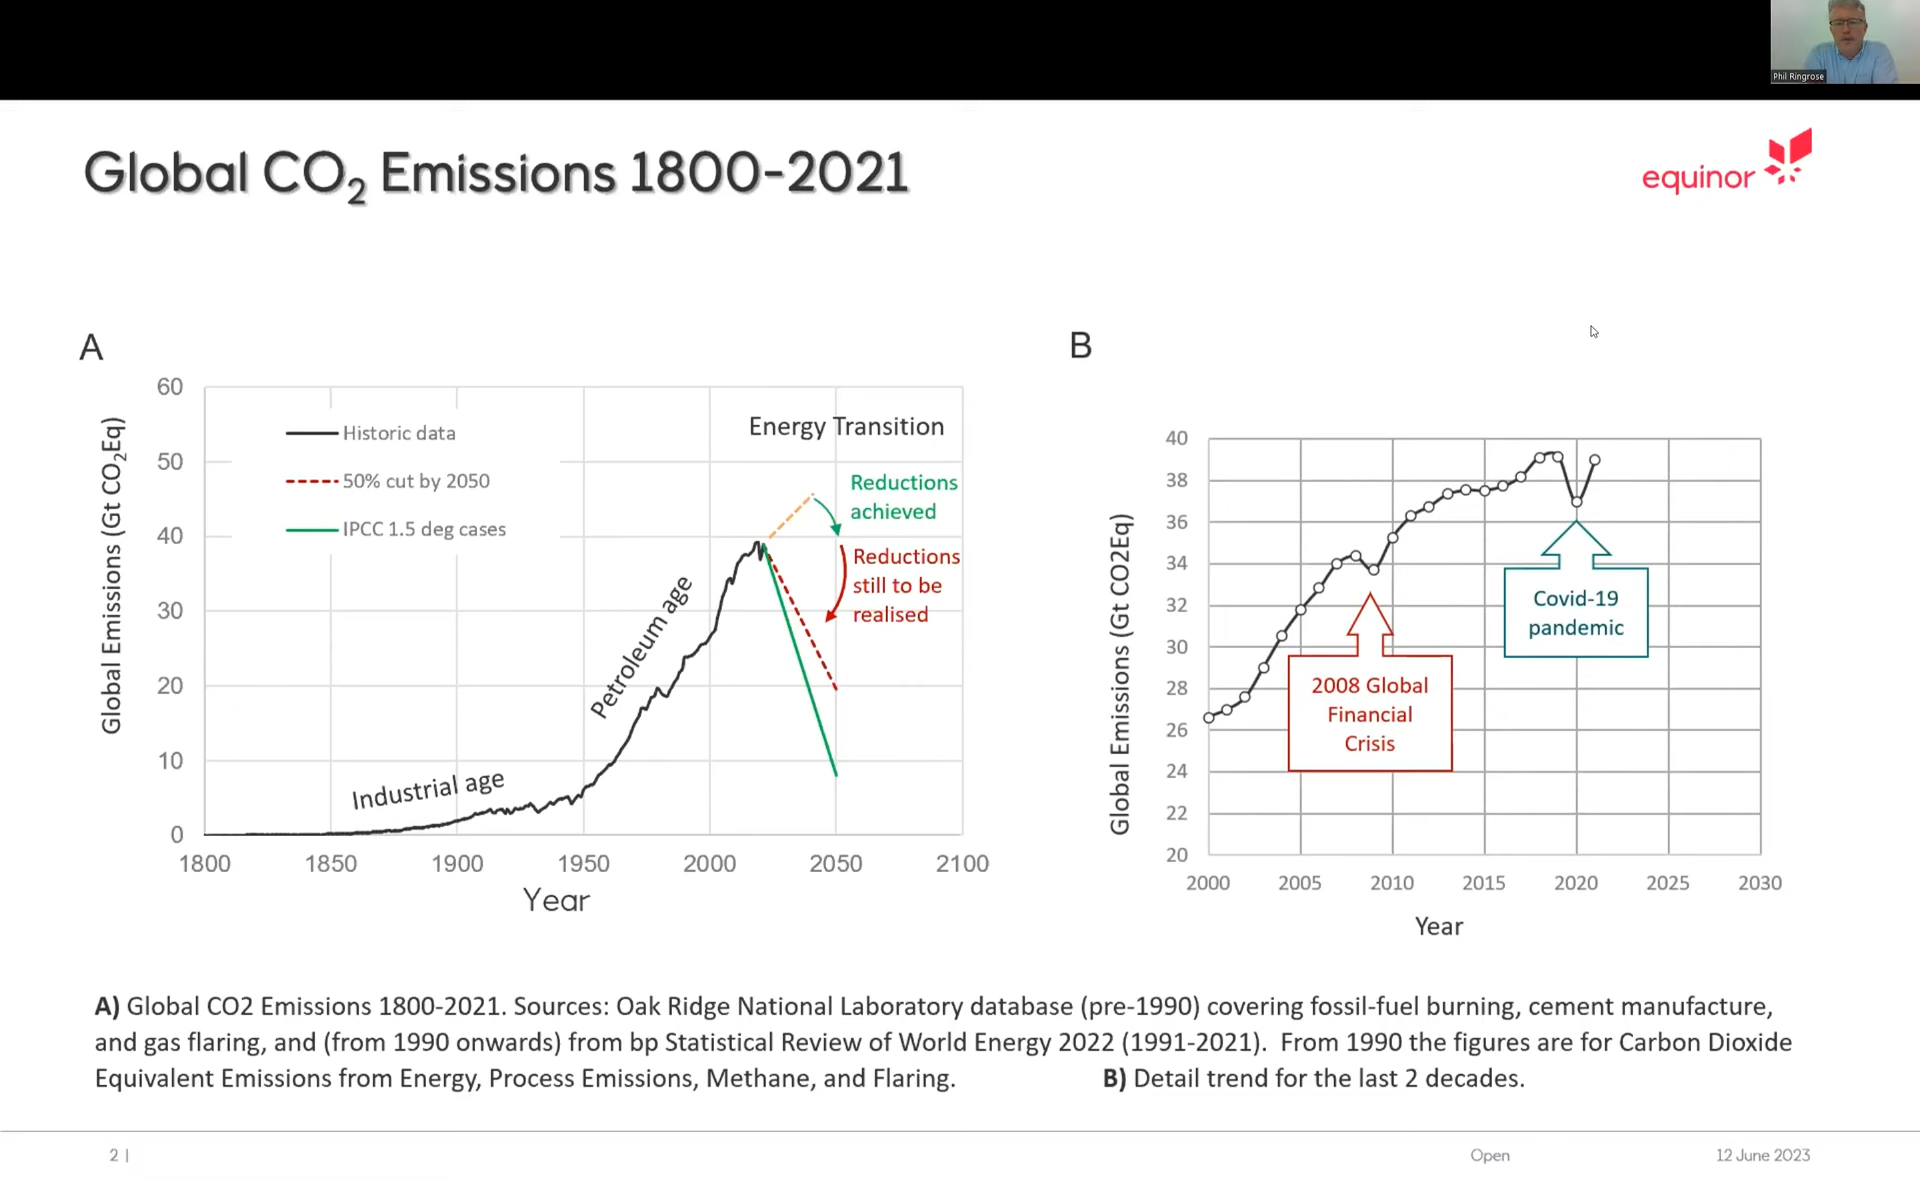 Phil Ringrose
Global CO₂ Emissions 1800-2021
equinor
A
Global Emissions (Gt CO₂Eq)
60
50
40
30
20
10
0
1800 1850 1900 1950 2000 2050 2100
Year
Historic data
50% cut by 2050
IPCC 1.5 deg cases
Industrial age
Petroleum age
Energy Transition
Reductions
achieved
Reductions
still to be
realised
B
Global Emissions (Gt CO2Eq)
40
38
36
34
32
30
28
26
24
22
20
2000 2005 2010 2015 2020 2025 2030
Year
2008 Global
Financial
Crisis
Covid-19
pandemic
A) Global CO2 Emissions 1800-2021. Sources: Oak Ridge National Laboratory database (pre-1990) covering fossil-fuel burning, cement manufacture,
and gas flaring, and (from 1990 onwards) from bp Statistical Review of World Energy 2022 (1991-2021). From 1990 the figures are for Carbon Dioxide
Equivalent Emissions from Energy, Process Emissions, Methane, and Flaring. B) Detail trend for the last 2 decades.
2 | Open 12 June 2023